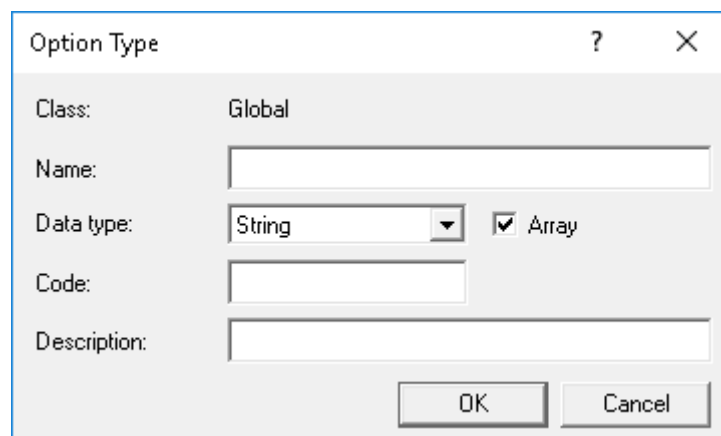 Option Type ?
Class: Global
Name:
Data type: String Array
Code:
Description:
OK Cancel